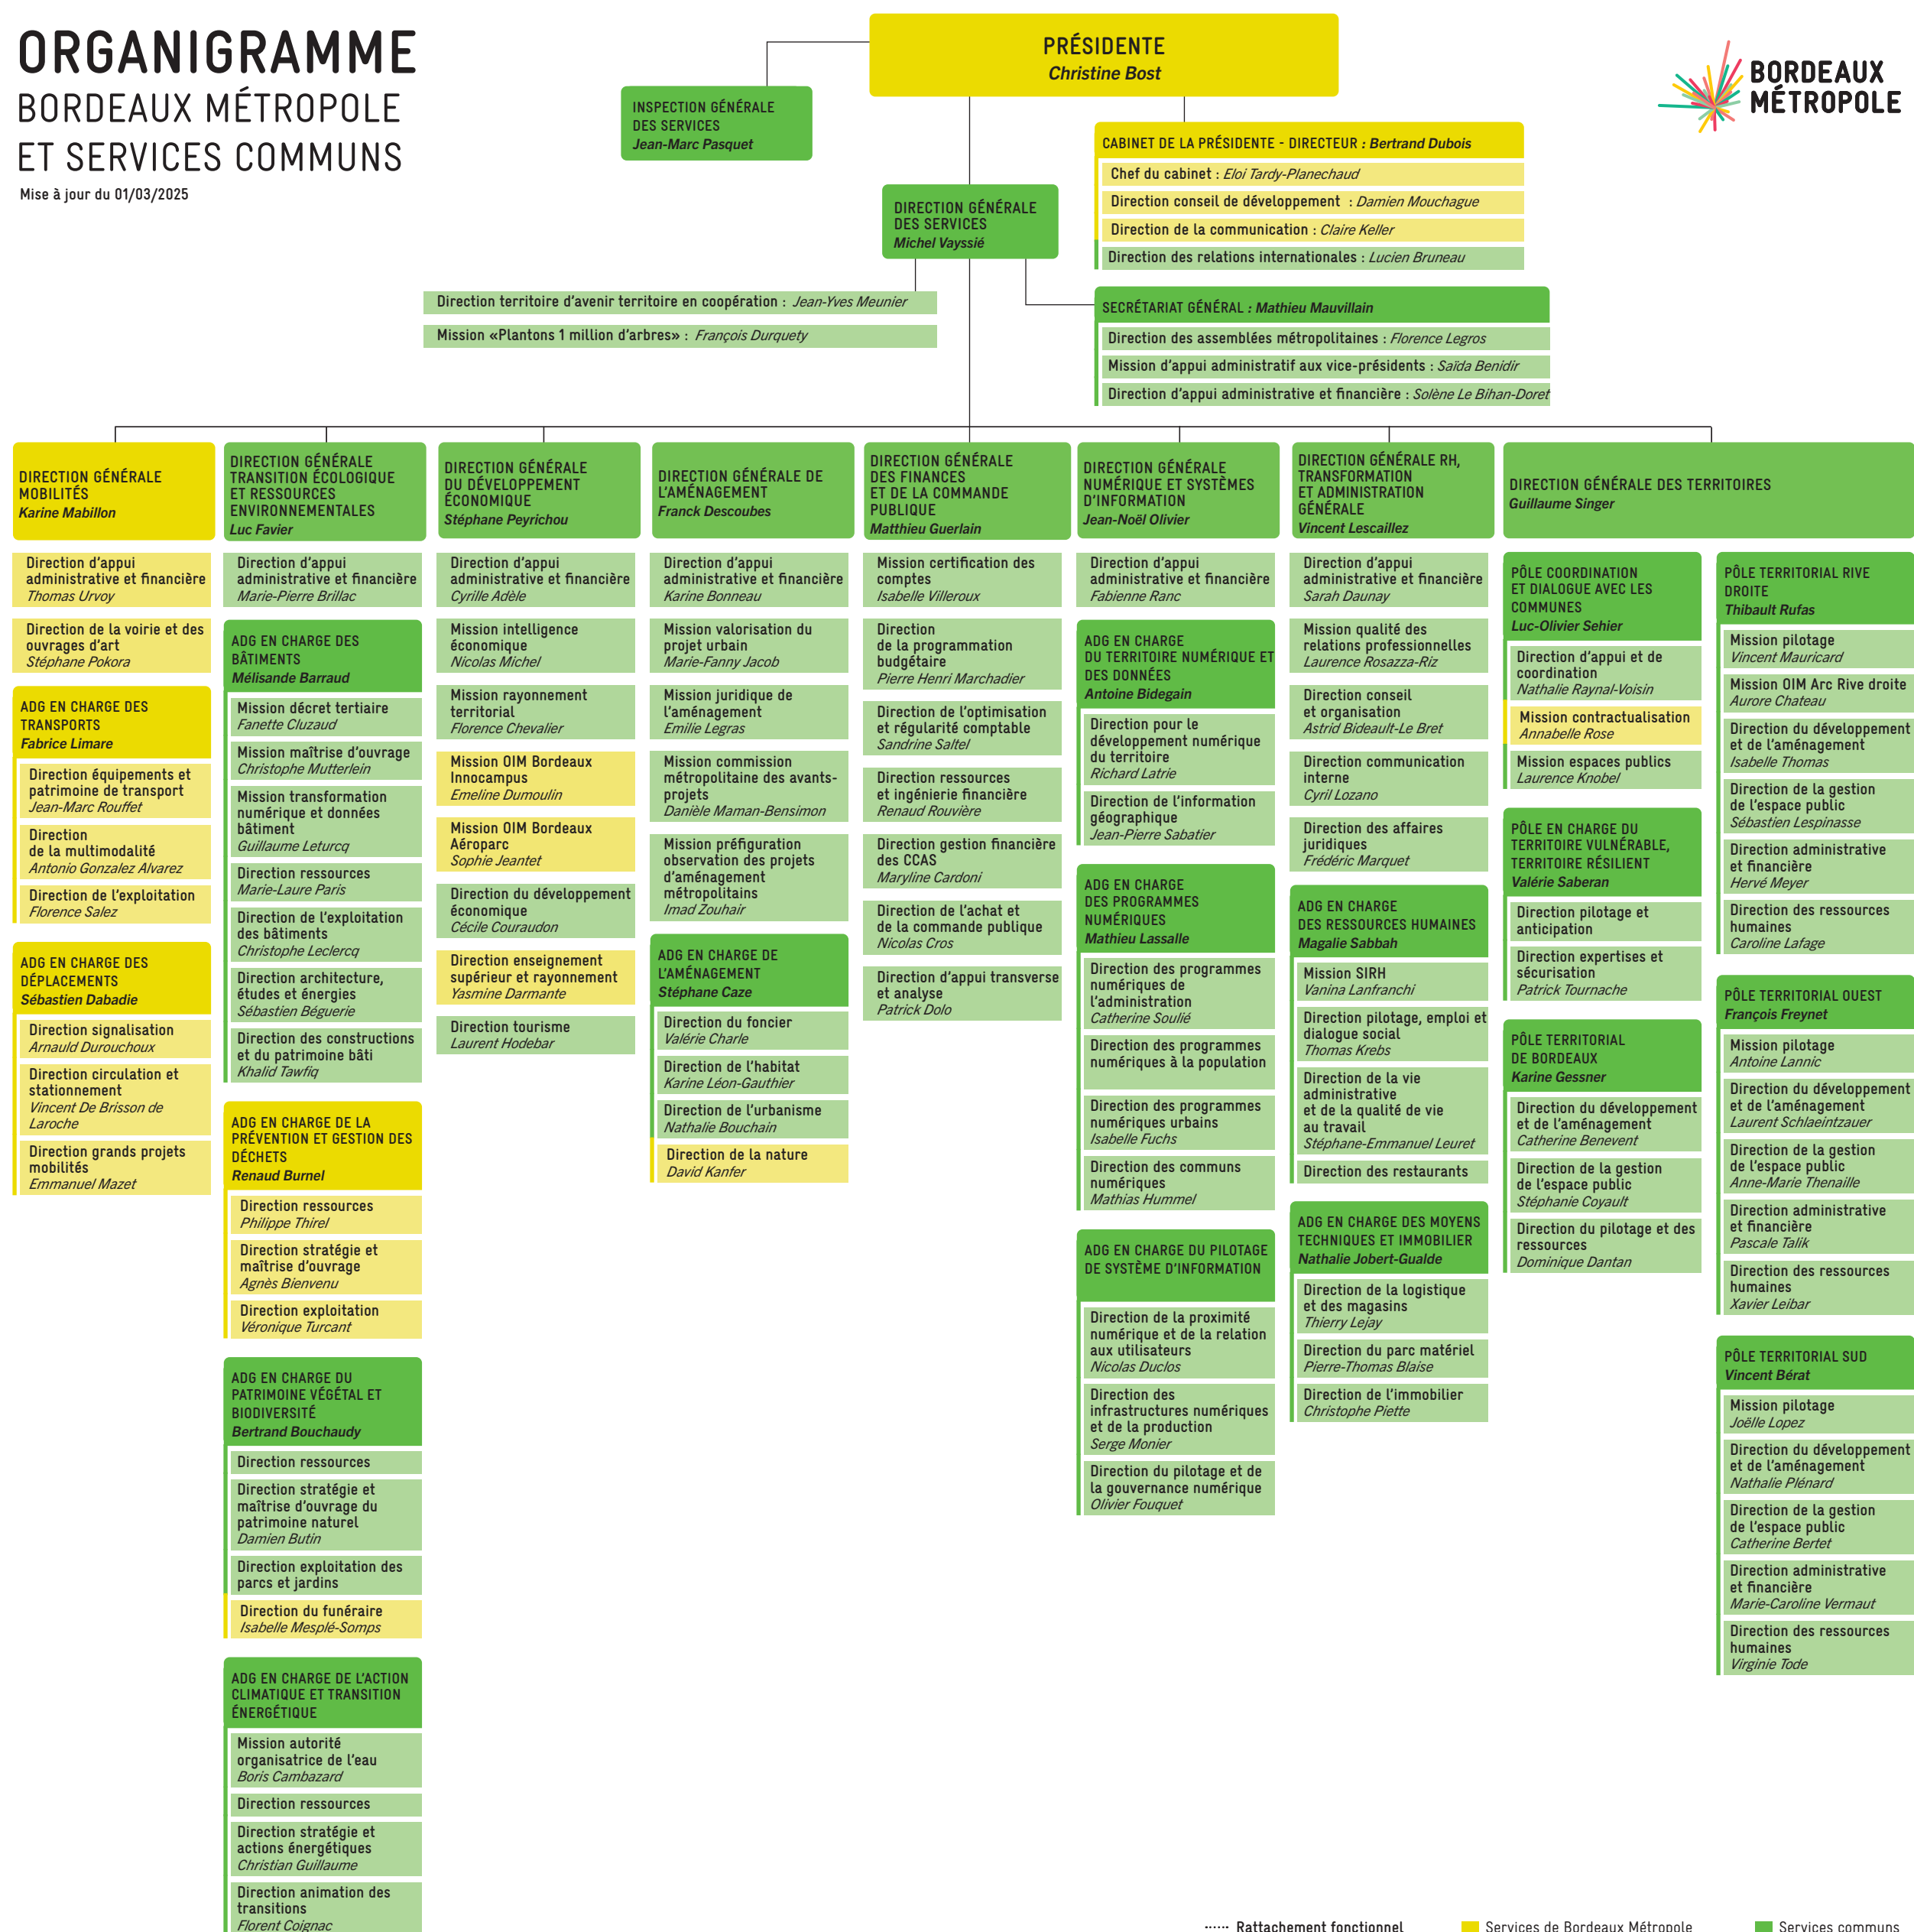 ORGANIGRAMME
BORDEAUX MÉTROPOLE
ET SERVICES COMMUNS
Mise à jour du 01/03/2025
PRÉSIDENTE
Christine Bost
BORDEAUX
MÉTROPOLE
INSPECTION GÉNÉRALE
DES SERVICES
Jean-Marc Pasquet
CABINET DE LA PRÉSIDENTE - DIRECTEUR : Bertrand Dubois
Chef du cabinet : Eloi Tardy-Planechaud
Direction conseil de développement : Damien Mouchague
Direction de la communication : Claire Keller
Direction des relations internationales : Lucien Bruneau
DIRECTION GÉNÉRALE
DES SERVICES
Michel Vayssié
Direction territoire d'avenir territoire en coopération : Jean-Yves Meunier
Mission «Plantons 1 million d'arbres» : François Durquety
SECRÉTARIAT GÉNÉRAL : Mathieu Mauvillain
Direction des assemblées métropolitaines : Florence Legros
Mission d'appui administratif aux vice-présidents : Saïda Benidir
Direction d'appui administrative et financière : Solène Le Bihan-Doret
DIRECTION GÉNÉRALE
MOBILITÉS
Karine Mabillon
Direction d'appui
administrative et financière
Thomas Urvoy
Direction de la voirie et des
ouvrages d'art
Stéphane Pokora
ADG EN CHARGE DES
TRANSPORTS
Fabrice Limare
Direction équipements et
patrimoine de transport
Jean-Marc Rouffet
Direction
de la multimodalité
Antonio Gonzalez Alvarez
Direction de l'exploitation
Florence Salez
ADG EN CHARGE DES
DÉPLACEMENTS
Sébastien Dabadie
Direction signalisation
Arnauld Durouchoux
Direction circulation et
stationnement
Vincent De Brisson de
Laroche
Direction grands projets
mobilités
Emmanuel Mazet
DIRECTION GÉNÉRALE
TRANSITION ÉCOLOGIQUE
ET RESSOURCES
ENVIRONNEMENTALES
Luc Favier
Direction d'appui
administrative et financière
Marie-Pierre Brillac
ADG EN CHARGE DES
BÂTIMENTS
Mélisande Barraud
Mission décret tertiaire
Fanette Cluzaud
Mission maîtrise d'ouvrage
Christophe Mutterlein
Mission transformation
numérique et données
bâtiment
Guillaume Leturcq
Direction ressources
Marie-Laure Paris
Direction de l'exploitation
des bâtiments
Christophe Leclercq
Direction architecture,
études et énergies
Sébastien Béguerie
Direction des constructions
et du patrimoine bâti
Khalid Tawfiq
ADG EN CHARGE DE LA
PRÉVENTION ET GESTION DES
DÉCHETS
Renaud Burnel
Direction ressources
Philippe Thirel
Direction stratégie et
maîtrise d'ouvrage
Agnès Bienvenu
Direction exploitation
Véronique Turcant
ADG EN CHARGE DU
PATRIMOINE VÉGÉTAL ET
BIODIVERSITÉ
Bertrand Bouchaudy
Direction ressources
Direction stratégie et
maîtrise d'ouvrage du
patrimoine naturel
Damien Butin
Direction exploitation des
parcs et jardins
Direction du funéraire
Isabelle Mesplé-Somps
ADG EN CHARGE DE L'ACTION
CLIMATIQUE ET TRANSITION
ÉNERGÉTIQUE
Mission autorité
organisatrice de l'eau
Boris Cambazard
Direction ressources
Direction stratégie et
actions énergétiques
Christian Guillaume
Direction animation des
transitions
Florent Coignac
DIRECTION GÉNÉRALE
DU DÉVELOPPEMENT
ÉCONOMIQUE
Stéphane Peyrichou
Direction d'appui
administrative et financière
Cyrille Adèle
Mission intelligence
économique
Nicolas Michel
Mission rayonnement
territorial
Florence Chevalier
Mission OIM Bordeaux
Innocampus
Emeline Dumoulin
Mission OIM Bordeaux
Aéroparc
Sophie Jeantet
Direction du développement
économique
Cécile Couraudon
Direction enseignement
supérieur et rayonnement
Yasmine Darmante
Direction tourisme
Laurent Hodebar
DIRECTION GÉNÉRALE DE
L'AMÉNAGEMENT
Franck Descoubes
Direction d'appui
administrative et financière
Karine Bonneau
Mission valorisation du
projet urbain
Marie-Fanny Jacob
Mission juridique de
l'aménagement
Emilie Legras
Mission commission
métropolitaine des avants-
projets
Danièle Maman-Bensimon
Mission préfiguration
observation des projets
d'aménagement
métropolitains
Imad Zouhair
ADG EN CHARGE DE
L'AMÉNAGEMENT
Stéphane Caze
Direction du foncier
Valérie Charle
Direction de l'habitat
Karine Léon-Gauthier
Direction de l'urbanisme
Nathalie Bouchain
Direction de la nature
David Kanfer
DIRECTION GÉNÉRALE
DES FINANCES
ET DE LA COMMANDE
PUBLIQUE
Matthieu Guerlain
Mission certification des
comptes
Isabelle Villeroux
Direction
de la programmation
budgétaire
Pierre Henri Marchadier
Direction de l'optimisation
et régularité comptable
Sandrine Saltel
Direction ressources
et ingénierie financière
Renaud Rouvière
Direction gestion financière
des CCAS
Maryline Cardoni
Direction de l'achat et
de la commande publique
Nicolas Cros
Direction d'appui transverse
et analyse
Patrick Dolo
DIRECTION GÉNÉRALE
NUMÉRIQUE ET SYSTÈMES
D'INFORMATION
Jean-Noël Olivier
Direction d'appui
administrative et financière
Fabienne Ranc
ADG EN CHARGE
DU TERRITOIRE NUMÉRIQUE ET
DES DONNÉES
Antoine Bidegain
Direction pour le
développement numérique
du territoire
Richard Latrie
Direction de l'information
géographique
Jean-Pierre Sabatier
ADG EN CHARGE
DES PROGRAMMES
NUMÉRIQUES
Mathieu Lassalle
Direction des programmes
numériques de
l'administration
Catherine Soulié
Direction des programmes
numériques à la population
Direction des programmes
numériques urbains
Isabelle Fuchs
Direction des communs
numériques
Mathias Hummel
ADG EN CHARGE DU PILOTAGE
DE SYSTÈME D'INFORMATION
Direction de la proximité
numérique et de la relation
aux utilisateurs
Nicolas Duclos
Direction des
infrastructures numériques
et de la production
Serge Monier
Direction du pilotage et de
la gouvernance numérique
Olivier Fouquet
DIRECTION GÉNÉRALE RH,
TRANSFORMATION
ET ADMINISTRATION
GÉNÉRALE
Vincent Lescaillez
Direction d'appui
administrative et financière
Sarah Daunay
Mission qualité des
relations professionnelles
Laurence Rosazza-Riz
Direction conseil
et organisation
Astrid Bideault-Le Bret
Direction communication
interne
Cyril Lozano
Direction des affaires
juridiques
Frédéric Marquet
ADG EN CHARGE
DES RESSOURCES HUMAINES
Magalie Sabbah
Mission SIRH
Vanina Lanfranchi
Direction pilotage, emploi et
dialogue social
Thomas Krebs
Direction de la vie
administrative
et de la qualité de vie
au travail
Stéphane-Emmanuel Leuret
Direction des restaurants
ADG EN CHARGE DES MOYENS
TECHNIQUES ET IMMOBILIER
Nathalie Jobert-Gualde
Direction de la logistique
et des magasins
Thierry Lejay
Direction du parc matériel
Pierre-Thomas Blaise
Direction de l'immobilier
Christophe Piette
DIRECTION GÉNÉRALE DES TERRITOIRES
Guillaume Singer
PÔLE COORDINATION
ET DIALOGUE AVEC LES
COMMUNES
Luc-Olivier Sehier
Direction d'appui et de
coordination
Nathalie Raynal-Voisin
Mission contractualisation
Annabelle Rose
Mission espaces publics
Laurence Knobel
PÔLE EN CHARGE DU
TERRITOIRE VULNÉRABLE,
TERRITOIRE RÉSILIENT
Valérie Saberan
Direction pilotage et
anticipation
Direction expertises et
sécurisation
Patrick Tournache
PÔLE TERRITORIAL
DE BORDEAUX
Karine Gessner
Direction du développement
et de l'aménagement
Catherine Benevent
Direction de la gestion
de l'espace public
Stéphanie Coyault
Direction du pilotage et des
ressources
Dominique Dantan
PÔLE TERRITORIAL RIVE
DROITE
Thibault Rufas
Mission pilotage
Vincent Mauricard
Mission OIM Arc Rive droite
Aurore Chateau
Direction du développement
et de l'aménagement
Isabelle Thomas
Direction de la gestion
de l'espace public
Sébastien Lespinasse
Direction administrative
et financière
Hervé Meyer
Direction des ressources
humaines
Caroline Lafage
PÔLE TERRITORIAL OUEST
François Freynet
Mission pilotage
Antoine Lannic
Direction du développement
et de l'aménagement
Laurent Schlaeintzauer
Direction de la gestion
de l'espace public
Anne-Marie Thenaille
Direction administrative
et financière
Pascale Talik
Direction des ressources
humaines
Xavier Leibar
PÔLE TERRITORIAL SUD
Vincent Bérat
Mission pilotage
Joëlle Lopez
Direction du développement
et de l'aménagement
Nathalie Plénard
Direction de la gestion
de l'espace public
Catherine Bertet
Direction administrative
et financière
Marie-Caroline Vermaut
Direction des ressources
humaines
Virginie Tode
Rattachement fonctionnel
Services de Bordeaux Métropole
Services communs